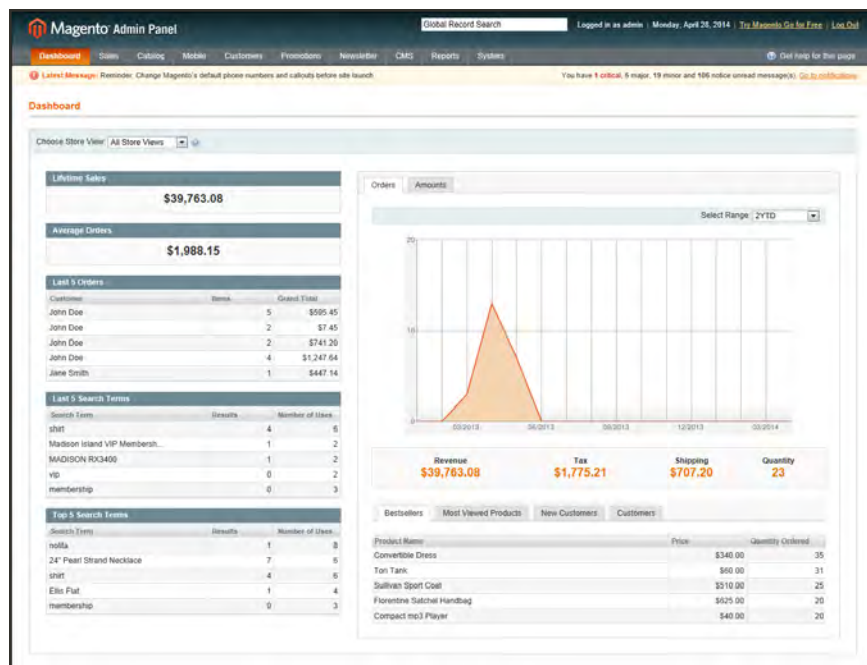 Magento Admin Panel
Global Record Search
Logged in as admin | Monday, April 28, 2014 | Try Magento Go for Free | Log Out
Dashboard Sales Catalog Mobile Customers Promotions Newsletter CMS Reports System
Get help for this page
Latest Message: Reminder: Change Magento's default phone numbers and callouts before site launch
You have 1 critical, 5 major, 19 minor and 106 notice unread message(s). Go to notifications
Dashboard
Choose Store View: All Store Views
Lifetime Sales
$39,763.08
Average Orders
$1,988.15
Last 5 Orders
Customer Items Grand Total
John Doe 5 $595.45
John Doe 2 $7.45
John Doe 2 $741.20
John Doe 4 $1,247.64
Jane Smith 1 $447.14
Last 5 Search Terms
Search Term Results Number of Uses
shirt 4 6
Madison Island VIP Membersh... 1 2
MADISON RX3400 1 2
vip 0 2
membership 0 3
Top 5 Search Terms
Search Term Results Number of Uses
nolita 1 8
24" Pearl Strand Necklace 7 6
shirt 4 6
Ellis Flat 1 4
membership 0 3
Orders Amounts
Select Range: 2YTD
20
10
0
03/2013 06/2013 09/2013 12/2013 03/2014
Revenue Tax Shipping Quantity
$39,763.08 $1,775.21 $707.20 23
Bestsellers Most Viewed Products New Customers Customers
Product Name Price Quantity Ordered
Convertible Dress $340.00 35
Ton Tank $60.00 31
Sullivan Sport Coat $510.00 25
Florentine Satchel Handbag $625.00 20
Compact mp3 Player $40.00 20